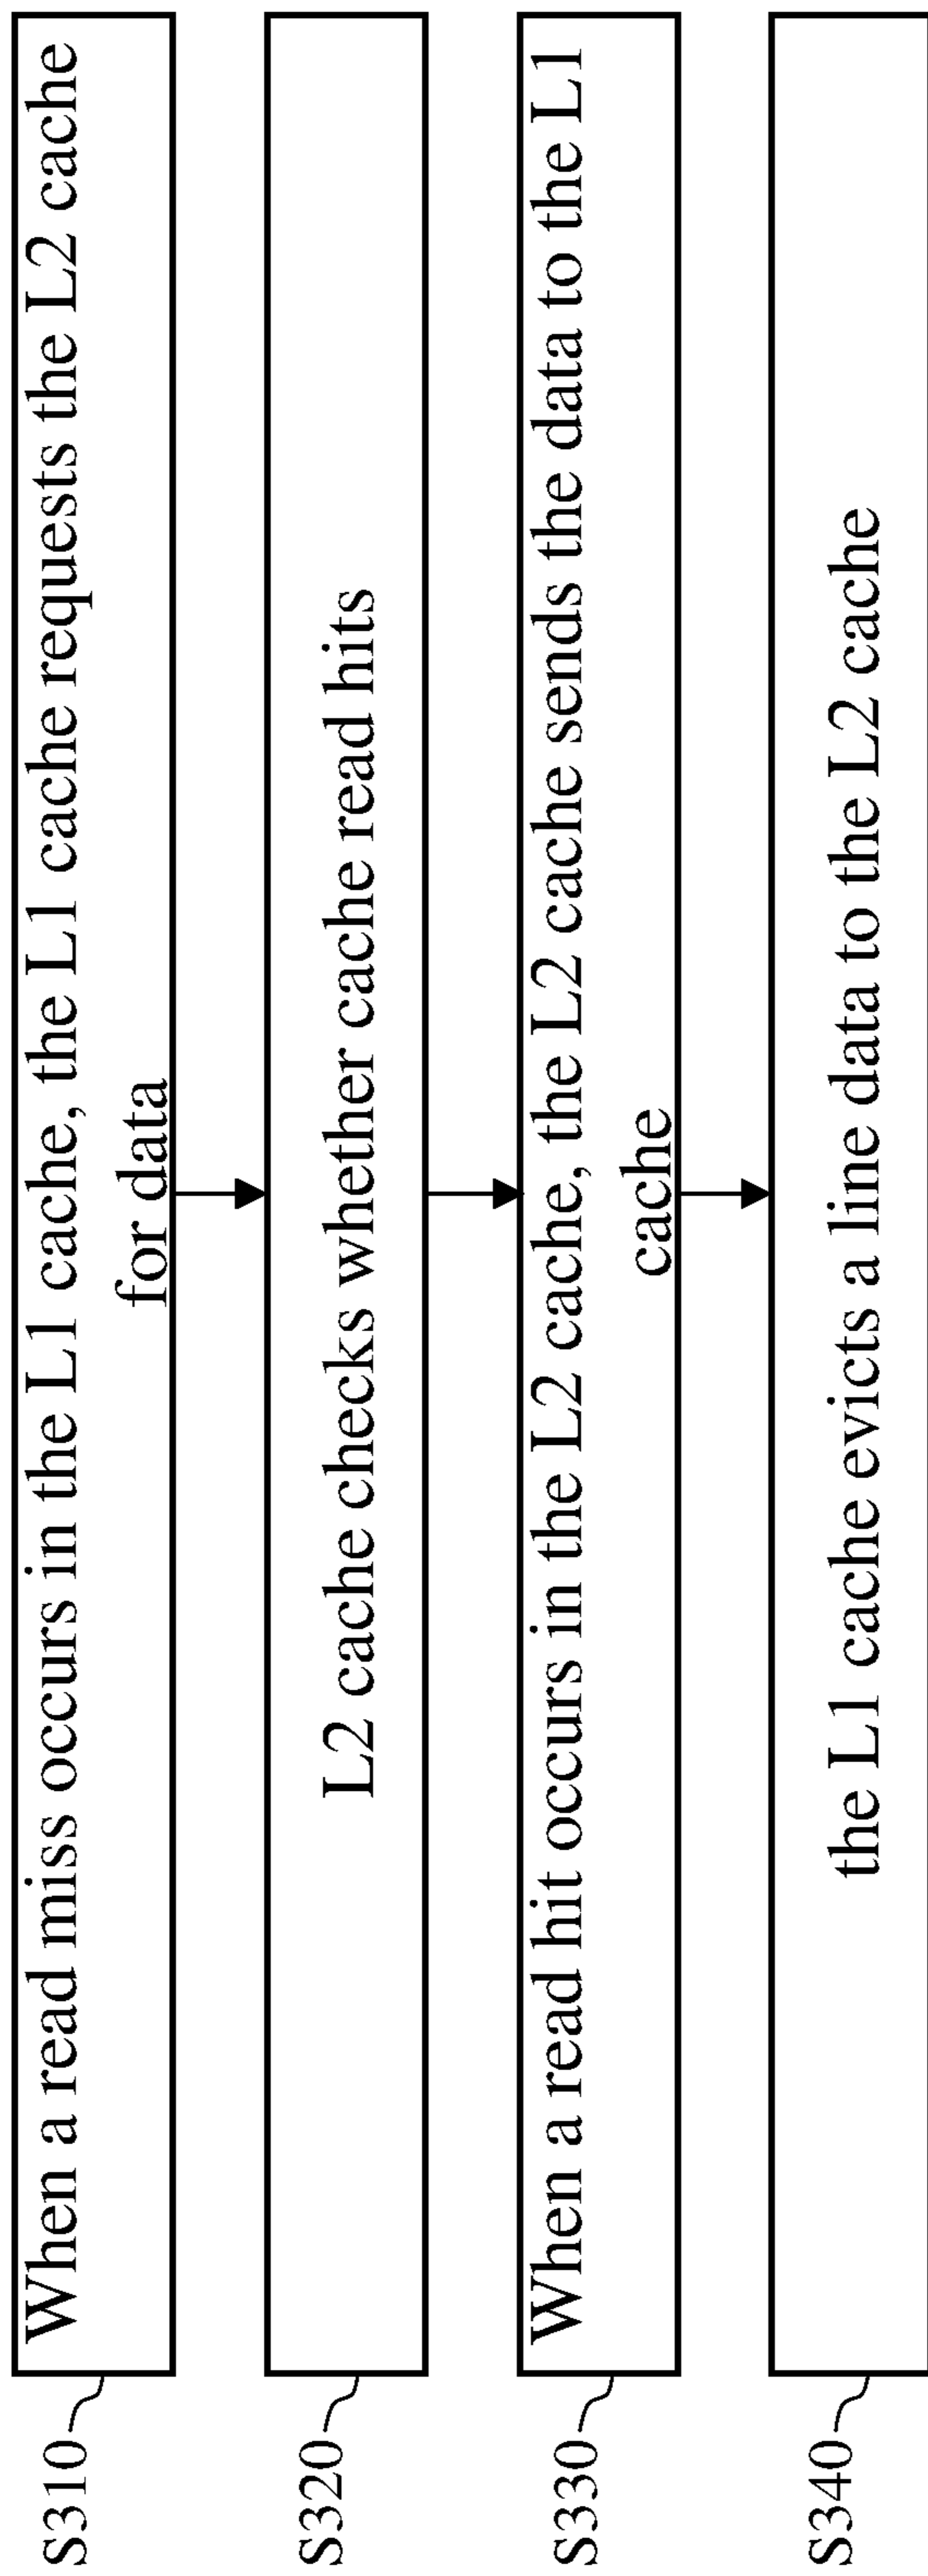 S310
When a read miss occurs in the L1 cache, the L1 cache requests the L2 cache
for data
S320
L2 cache checks whether cache read hits
S330
When a read hit occurs in the L2 cache, the L2 cache sends the data to the L1
cache
S340
the L1 cache evicts a line data to the L2 cache